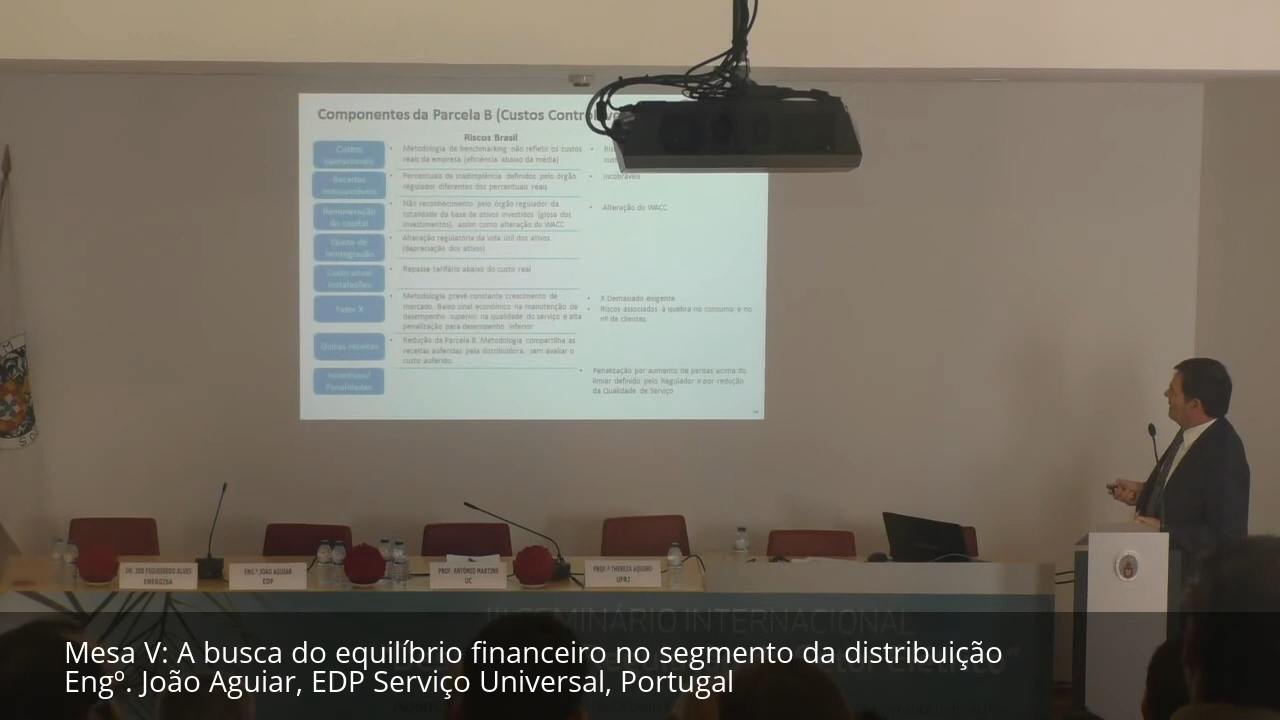 Componentes da Parcela B (Custos Contro
Riscos Brasil
Custos
operacionais
• Metodologia de benchmarking não refletir os custos
reais da empresa (eficiência abaixo da média)
•
Receitas
• Percentuais de inadimplência definidos pelo órgão
regulador diferentes dos percentuais reais
• Incobráveis
Remuneração
do capital
• Não reconhecimento pelo órgão regulador da
totalidade da base de ativos investidos (glosa dos
investimentos), assim como alteração do WACC
• Alteração do WACC
Quota de
reintegração
• Alteração regulatória da vida útil dos ativos
(depreciação dos ativos)
Custo anual
instalações
• Repasse tarifário abaixo do custo real
Fator X
• Metodologia prevê constante crescimento de
mercado. Baixo sinal económico na manutenção de
desempenho superior na qualidade do serviço e alta
penalização para desempenho inferior
• X Demasiado exigente
• Riscos associados à quebra no consumo e no
nº de clientes
Outras receitas
• Redução da Parcela B. Metodologia compartilha as
receitas auferidas pela distribuidora, sem avaliar o
custo auferido.
Incentivos/
Penalidades
• Penalização por aumento de perdas acima do
limiar definido pelo Regulador e por redução
da Qualidade de Serviço
DR. JOB FIGUEIREDO ALVES
ENERGISA
ENG.º JOÃO AGUIAR
EDP
PROF. ANTÓNIO MARTINS
UC
PROF.ª THEREZA AQUINO
UFRJ
III SEMINÁRIO INTERNACIONAL
Mesa V: A busca do equilíbrio financeiro no segmento da distribuição
Engº. João Aguiar, EDP Serviço Universal, Portugal